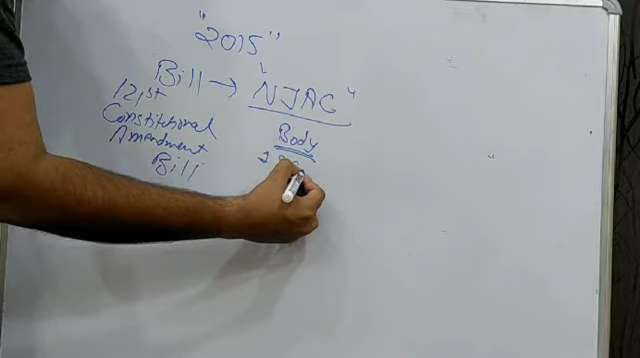 "2015"
Bill → "NJAC"
121st
Constitutional
Amendment
Bill
Body